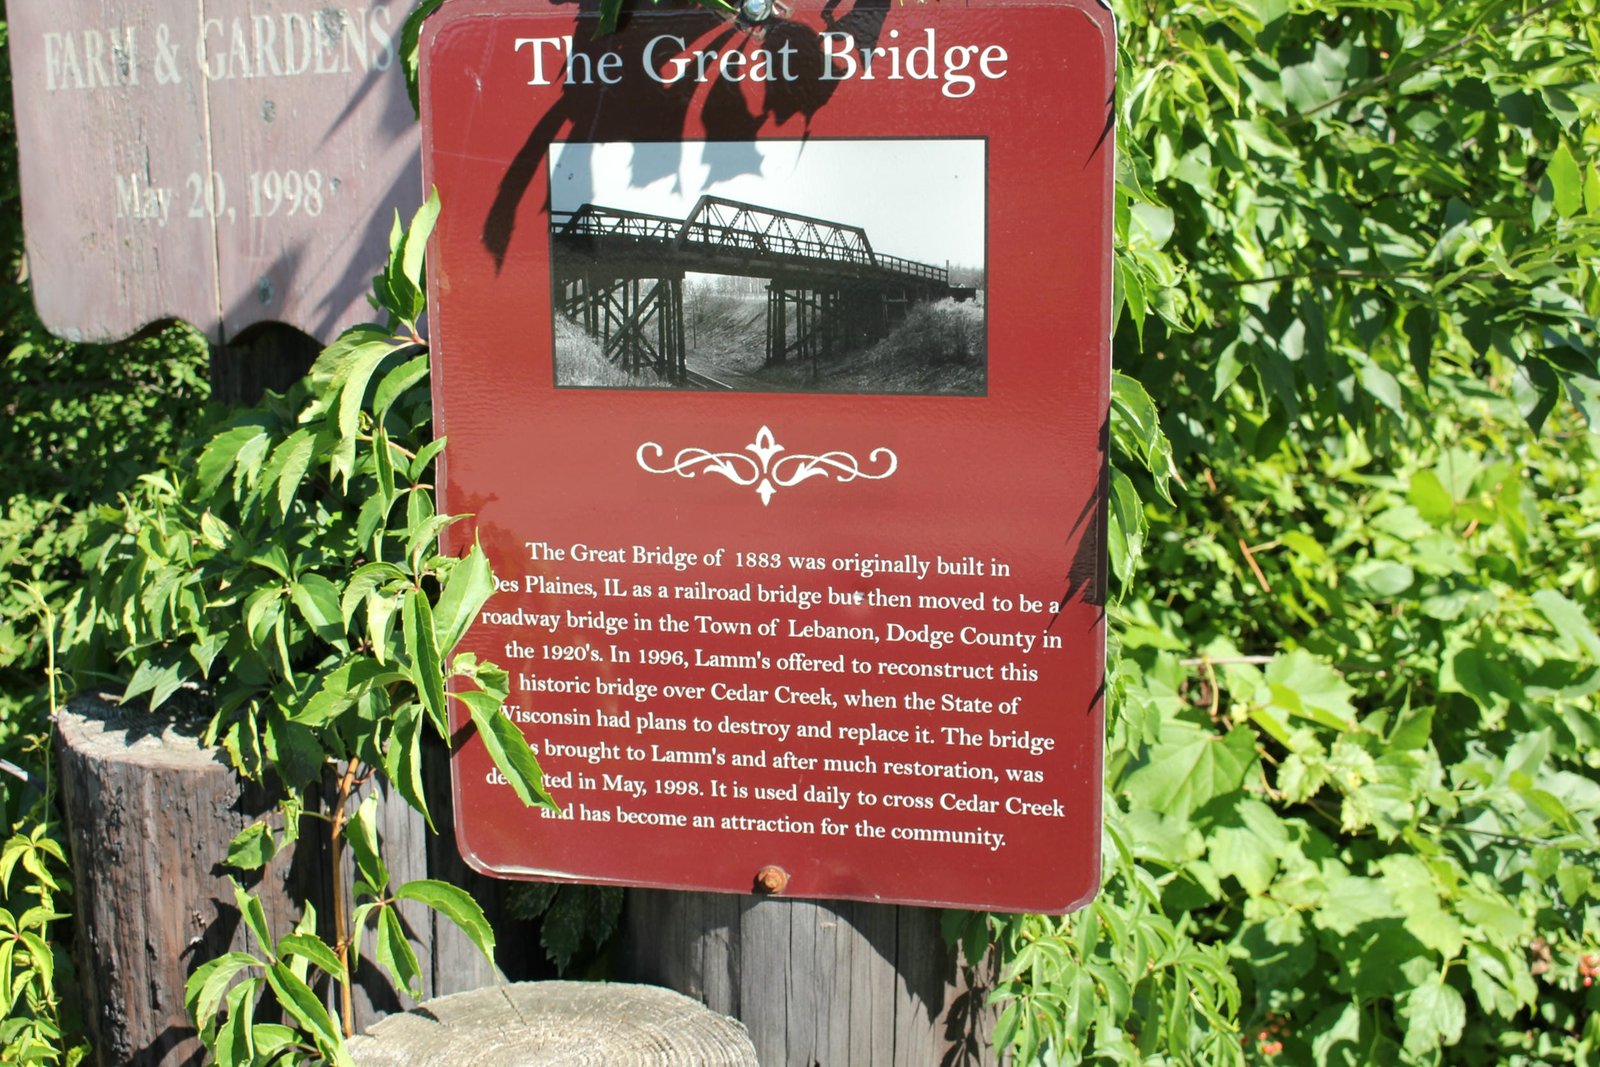 FARM & GARDENS
May 20, 1998
The Great Bridge
The Great Bridge of 1883 was originally built in
Des Plaines, IL as a railroad bridge but then moved to be a
roadway bridge in the Town of Lebanon, Dodge County in
the 1920's. In 1996, Lamm's offered to reconstruct this
historic bridge over Cedar Creek, when the State of
Wisconsin had plans to destroy and replace it. The bridge
brought to Lamm's and after much restoration, was
in May, 1998. It is used daily to cross Cedar Creek
and has become an attraction for the community.